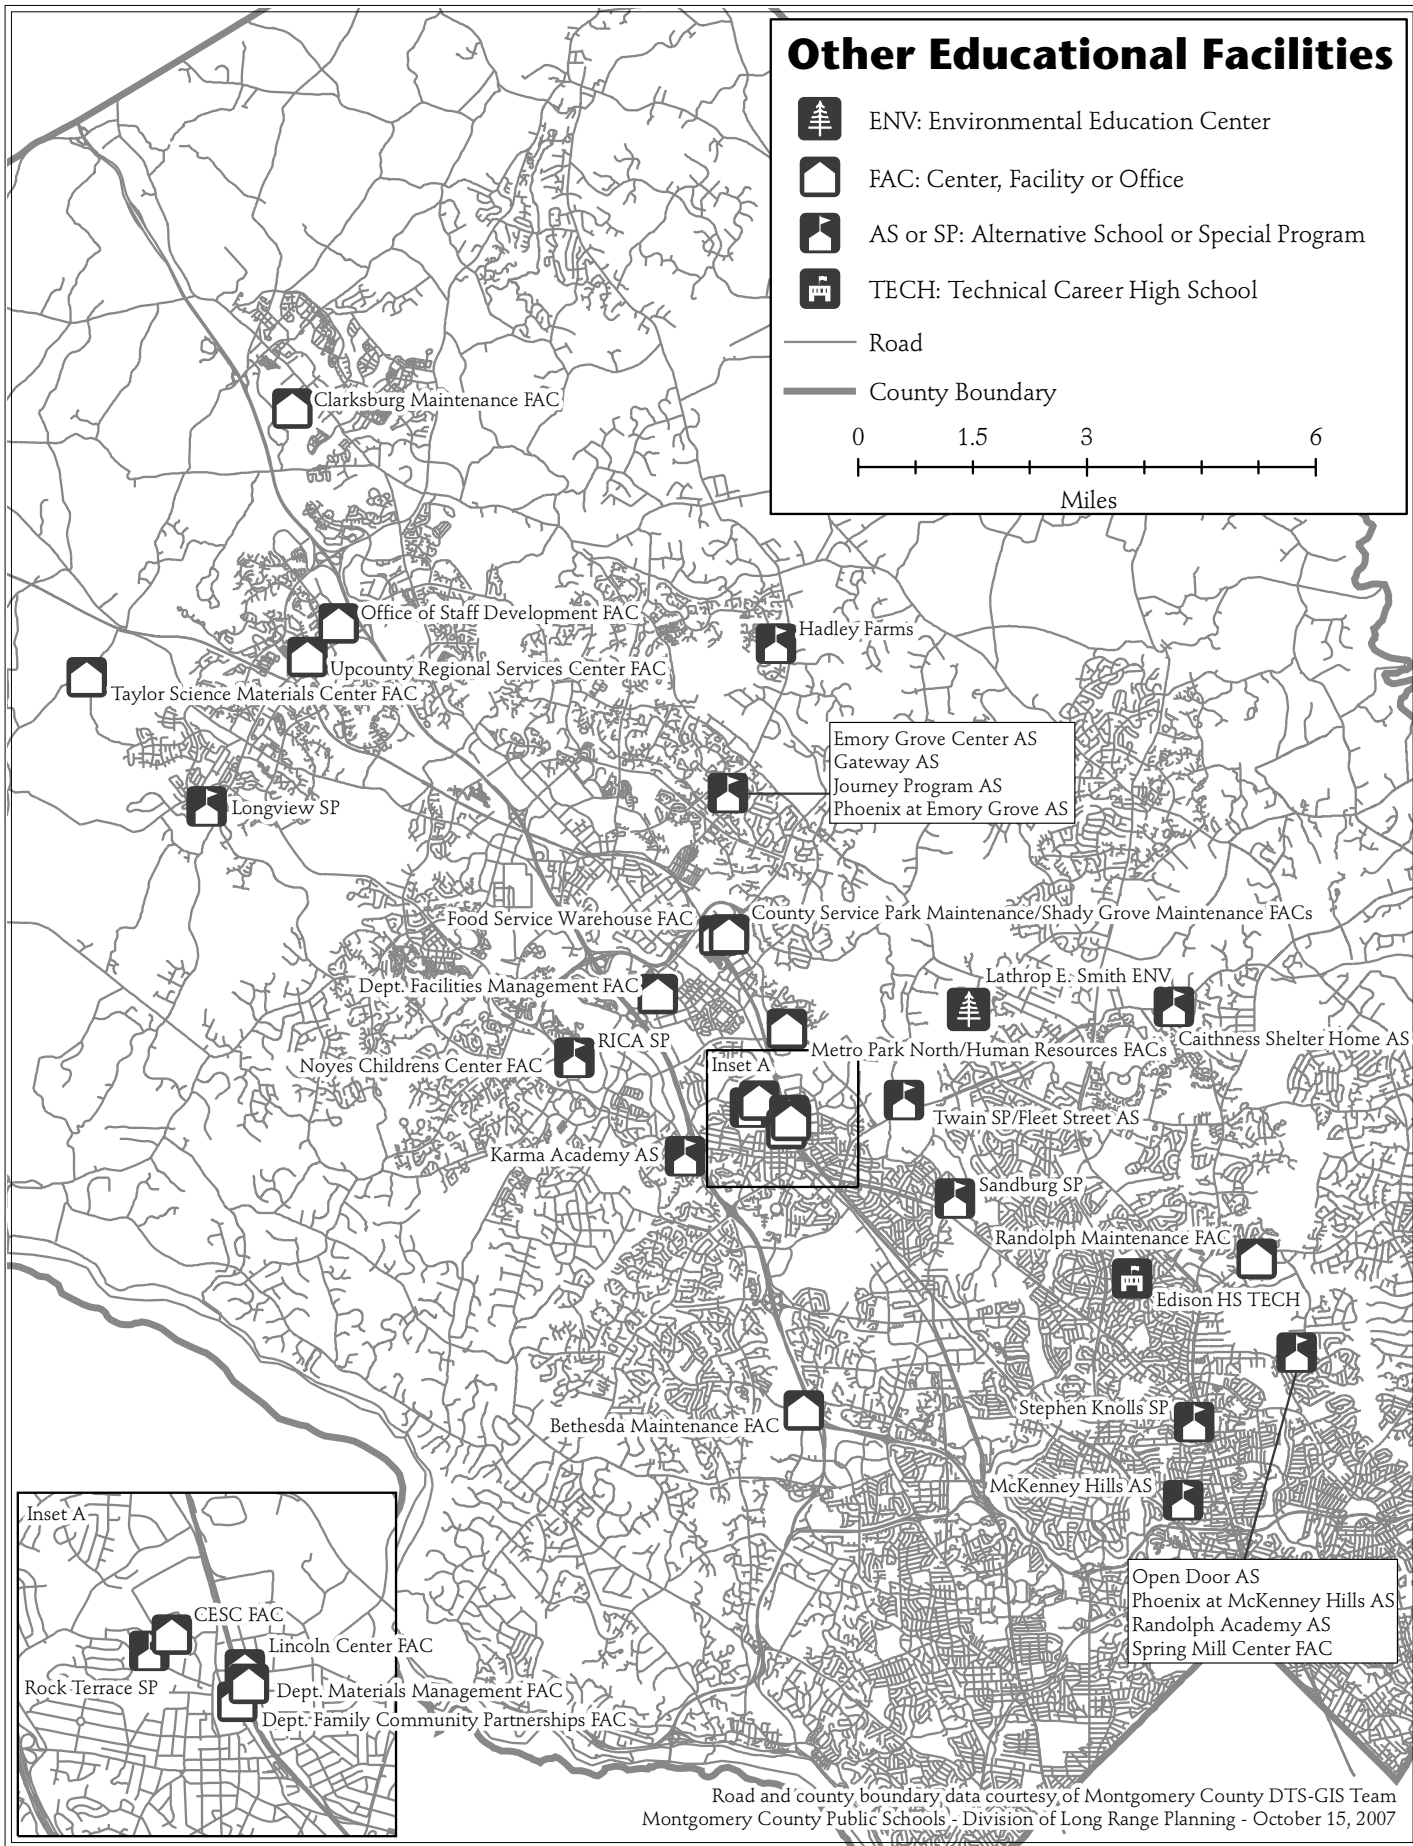 Other Educational Facilities
ENV: Environmental Education Center
FAC: Center, Facility or Office
AS or SP: Alternative School or Special Program
TECH: Technical Career High School
Road
County Boundary
0 1.5 3 6
Miles
Clarksburg Maintenance FAC
Office of Staff Development FAC
Hadley Farms
Upcounty Regional Services Center FAC
Taylor Science Materials Center FAC
Emory Grove Center AS
Gateway AS
Journey Program AS
Phoenix at Emory Grove AS
Longview SP
Food Service Warehouse FAC
County Service Park Maintenance/Shady Grove Maintenance FACs
Lathrop E. Smith ENV
Dept. Facilities Management FAC
Caithness Shelter Home AS
RICA SP
Metro Park North/Human Resources FACs
Noyes Childrens Center FAC
Inset A
Twain SP/Fleet Street AS
Karma Academy AS
Sandburg SP
Randolph Maintenance FAC
Edison HS TECH
Stephen Knolls SP
Bethesda Maintenance FAC
McKenney Hills AS
Open Door AS
Phoenix at McKenney Hills AS
Randolph Academy AS
Spring Mill Center FAC
Inset A
CESC FAC
Lincoln Center FAC
Rock Terrace SP
Dept. Materials Management FAC
Dept. Family Community Partnerships FAC
Road and county boundary data courtesy of Montgomery County DTS-GIS Team
Montgomery County Public Schools - Division of Long Range Planning - October 15, 2007